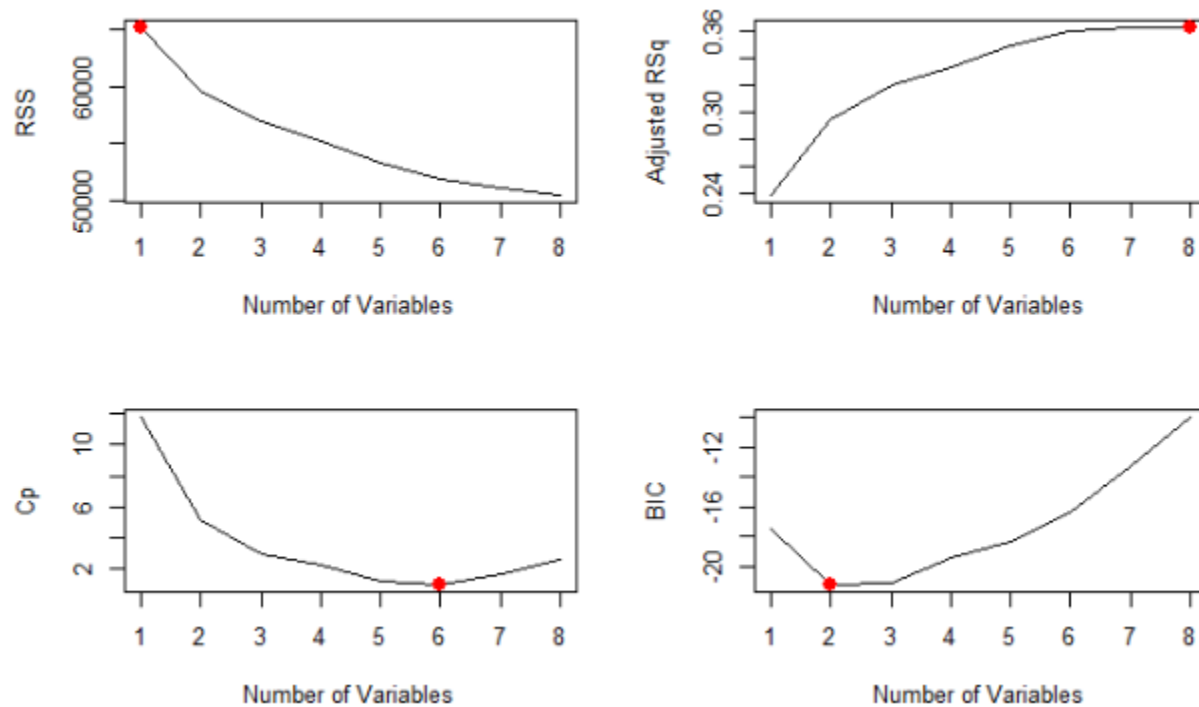 RSS
50000 60000
1 2 3 4 5 6 7 8
Number of Variables
Adjusted RSq
0.24 0.30 0.36
1 2 3 4 5 6 7 8
Number of Variables
Cp
2 6 10
1 2 3 4 5 6 7 8
Number of Variables
BIC
-20 -16 -12
1 2 3 4 5 6 7 8
Number of Variables